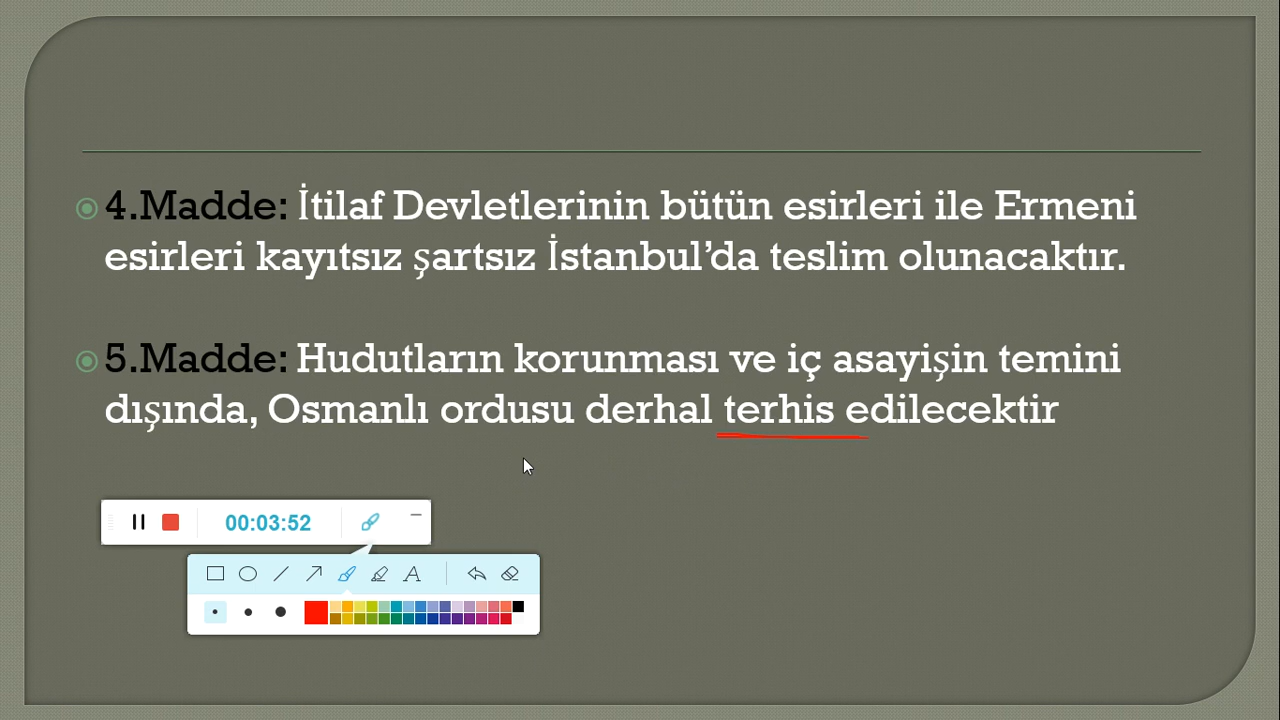 4.Madde: İtilaf Devletlerinin bütün esirleri ile Ermeni
esirleri kayıtsız şartsız İstanbul’da teslim olunacaktır.
5.Madde: Hudutların korunması ve iç asayişin temini
dışında, Osmanlı ordusu derhal terhis edilecektir
00:03:52
A